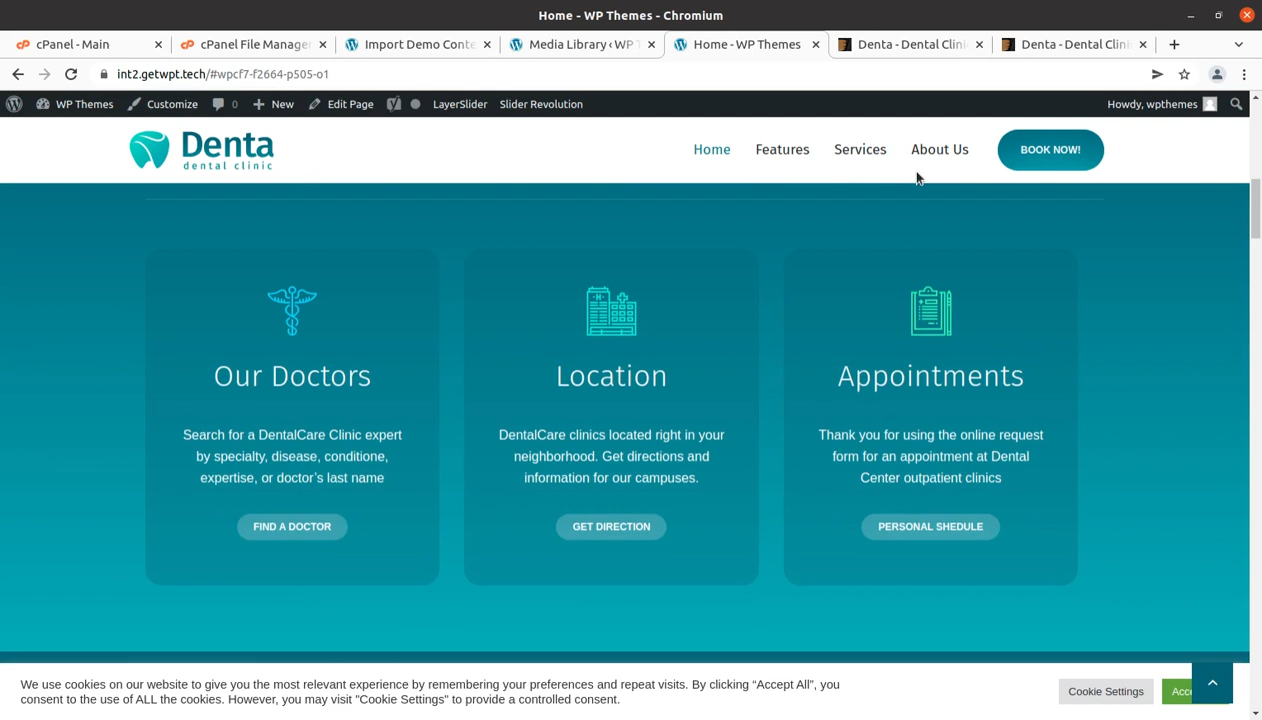 Home - WP Themes - Chromium
cPanel - Main
cPanel File Manager
Import Demo Conte
Media Library ‹ WP T
Home - WP Themes
Denta - Dental Clini
Denta - Dental Clini
int2.getwpt.tech/#wpcf7-f2664-p505-o1
WP Themes
Customize
0
New
Edit Page
LayerSlider
Slider Revolution
Howdy, wpthemes
Denta
dental clinic
Home
Features
Services
About Us
BOOK NOW!
Our Doctors
Search for a DentalCare Clinic expert
by specialty, disease, conditione,
expertise, or doctor's last name
FIND A DOCTOR
Location
DentalCare clinics located right in your
neighborhood. Get directions and
information for our campuses.
GET DIRECTION
Appointments
Thank you for using the online request
form for an appointment at Dental
Center outpatient clinics
PERSONAL SHEDULE
We use cookies on our website to give you the most relevant experience by remembering your preferences and repeat visits. By clicking “Accept All”, you
consent to the use of ALL the cookies. However, you may visit "Cookie Settings" to provide a controlled consent.
Cookie Settings